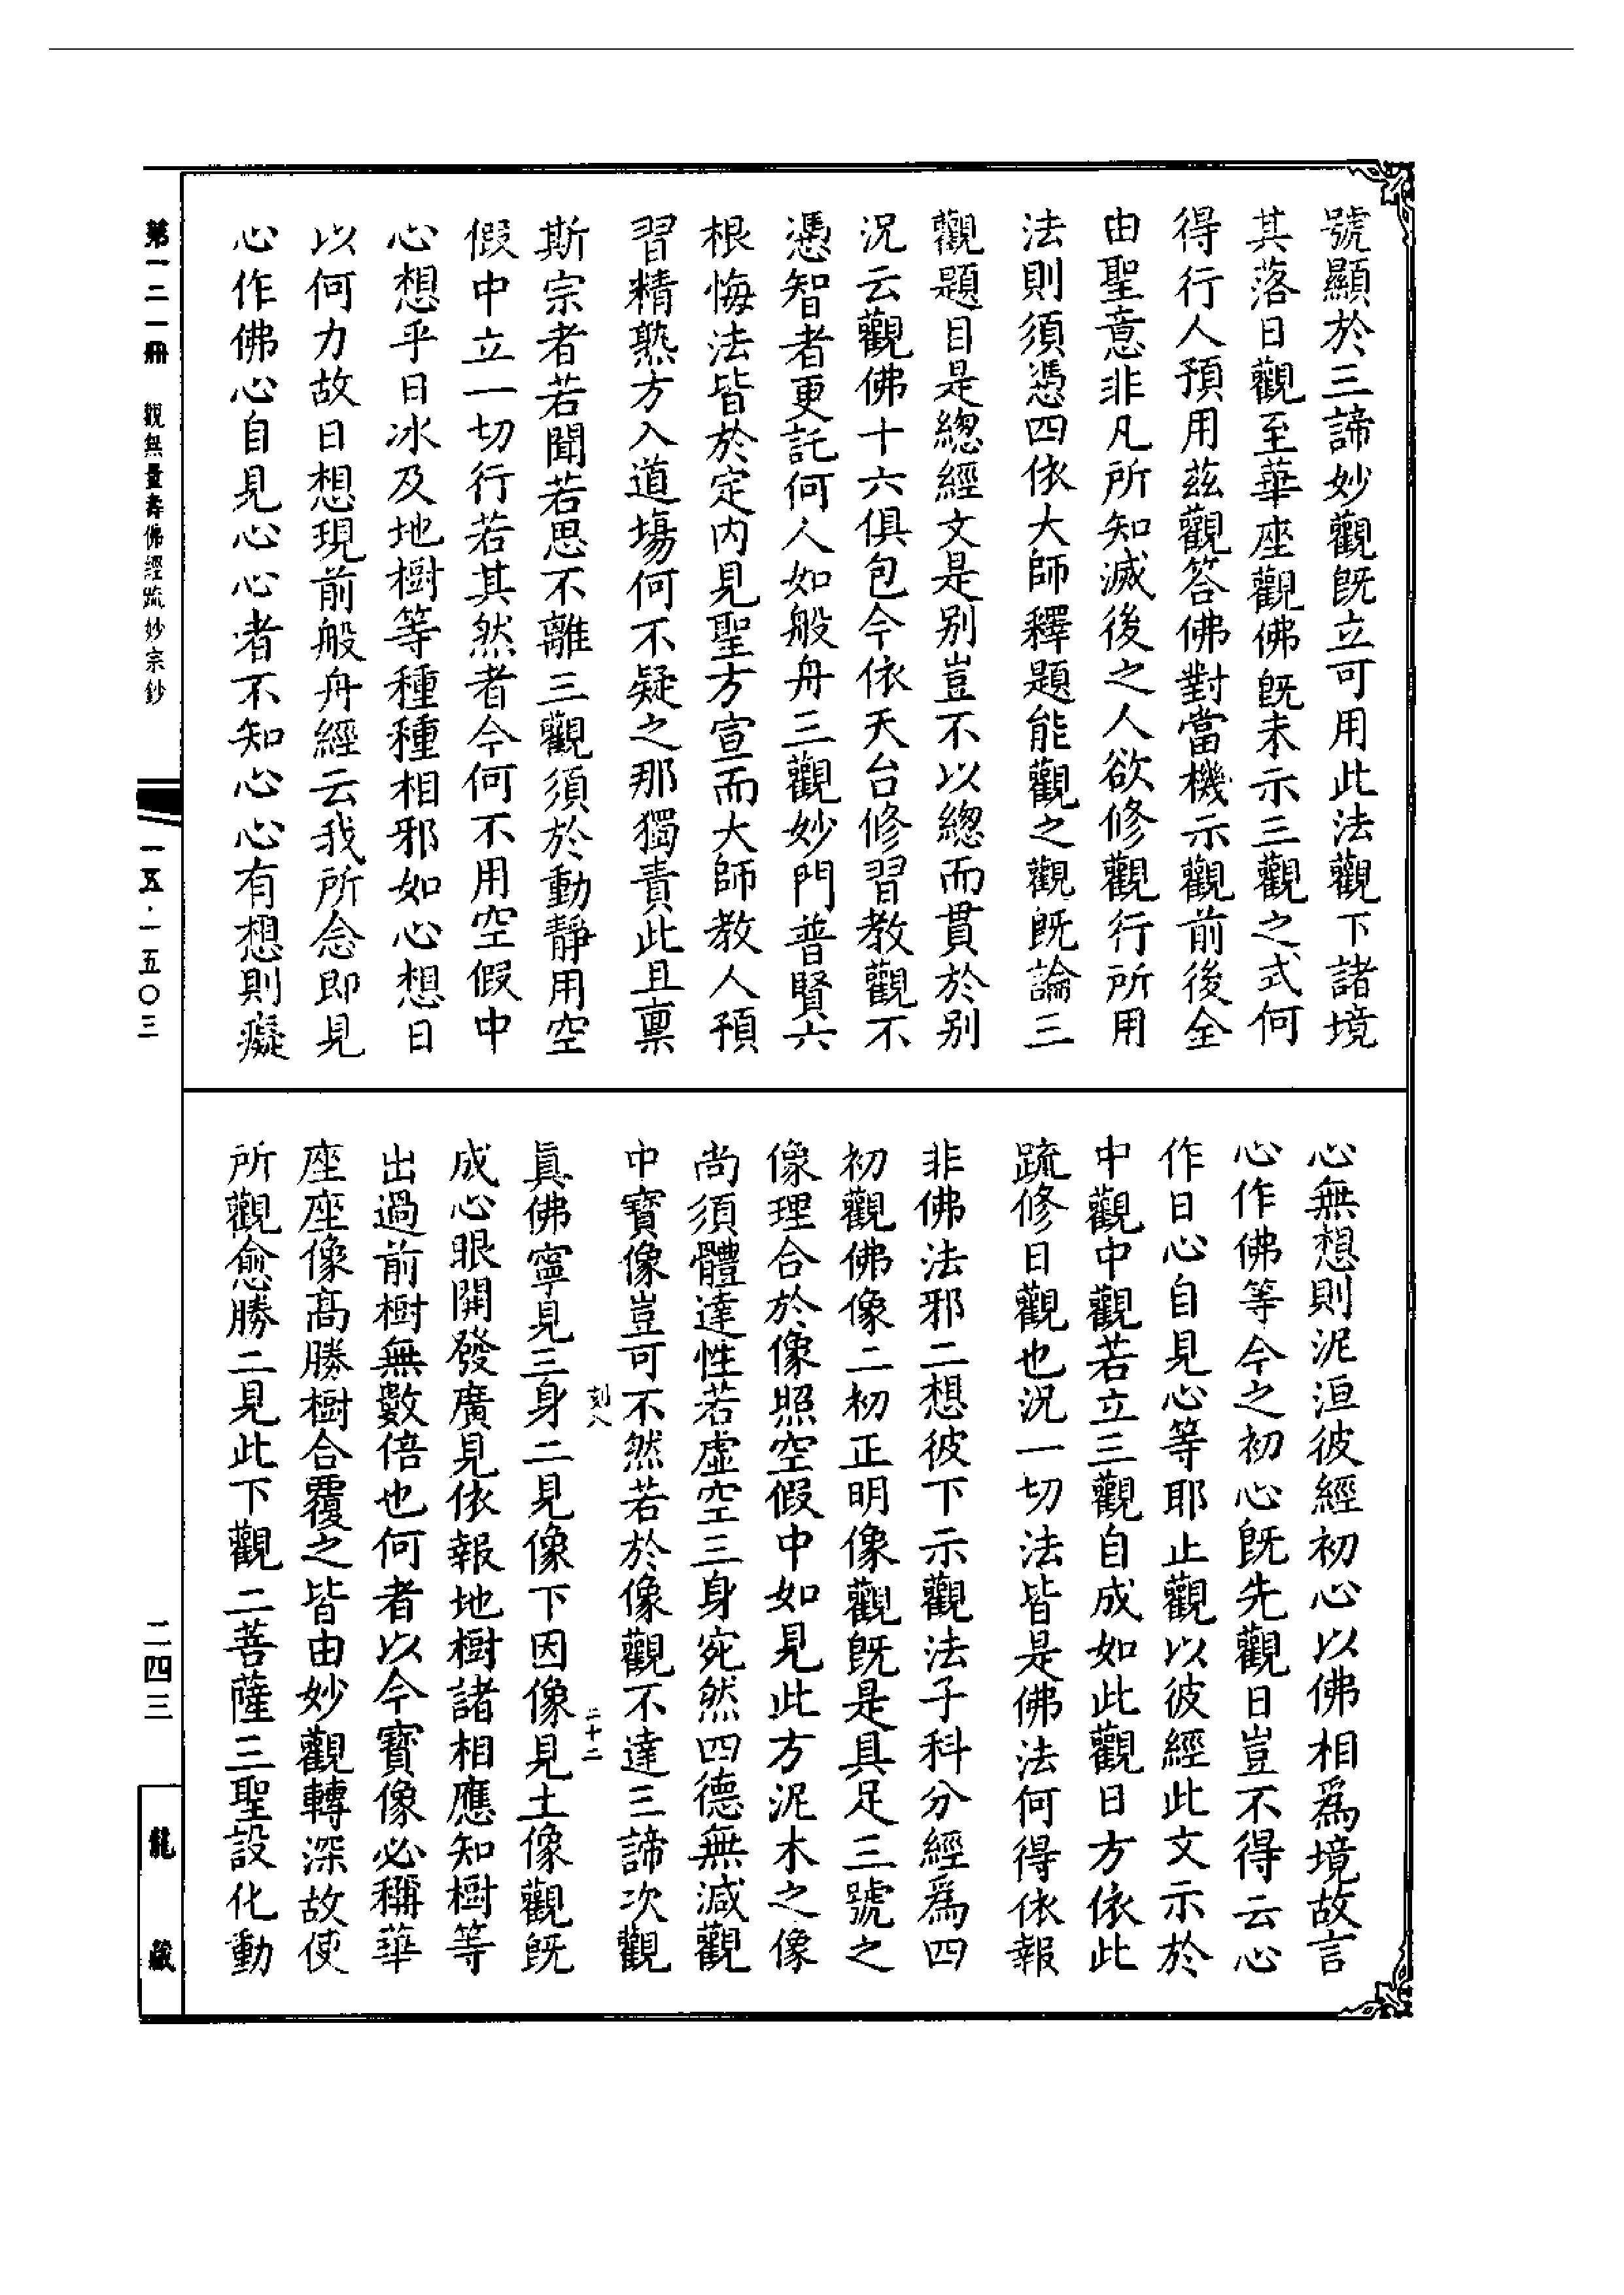 號顯於三諦妙觀既立可用此法觀下諸境
其落日觀至華座觀佛既未示三觀之式何
得行人預用茲觀答佛對當機示觀前後全
由聖意非凡所知滅後之人欲修觀行所用
法則須憑四依大師釋題能觀之觀既論三
觀題目是總經文是别豈不以總而貫於别
況云觀佛十六俱包今依天台修習教觀不
憑智者更託何人如般舟三觀妙門普賢六
根悔法皆於定内見聖方宣而大師教人預
習精熟方入道場何不疑之那獨責此且稟
斯宗者若聞若思不離三觀須於動靜用空
假中立一切行若其然者今何不用空假中
心想乎日冰及地樹等種種相邪如心想日
以何力故日想現前般舟經云我所念即見
心作佛心自見心心者不知心心有想則癡
心無想則泥洹彼經初心以佛相爲境故言
心作佛等今之初心既先觀日豈不得云心
作日心自見心等耶止觀以彼經此文示於
中觀中觀若立三觀自成如此觀日方依此
疏修日觀也況一切法皆是佛法何得依報
非佛法邪二想彼下示觀法子科分經爲四
初觀佛像二初正明像觀既是具足三號之
像理合於像照空假中如見此方泥木之像
尚須體達性若虛空三身宛然四德無減觀
中寶像豈可不然若於像觀不達三諦次觀
刻八
二十二
眞佛寧見三身二見像下因像見土像觀既
成心眼開發廣見依報地樹諸相應知樹等
出過前樹無數倍也何者以今寶像必稱華
座座像高勝樹合覆之皆由妙觀轉深故使
所觀愈勝二見此下觀二菩薩三聖設化動
第一二一冊
觀無量壽佛經疏妙宗鈔
一五·一五〇三
二四三
龍藏